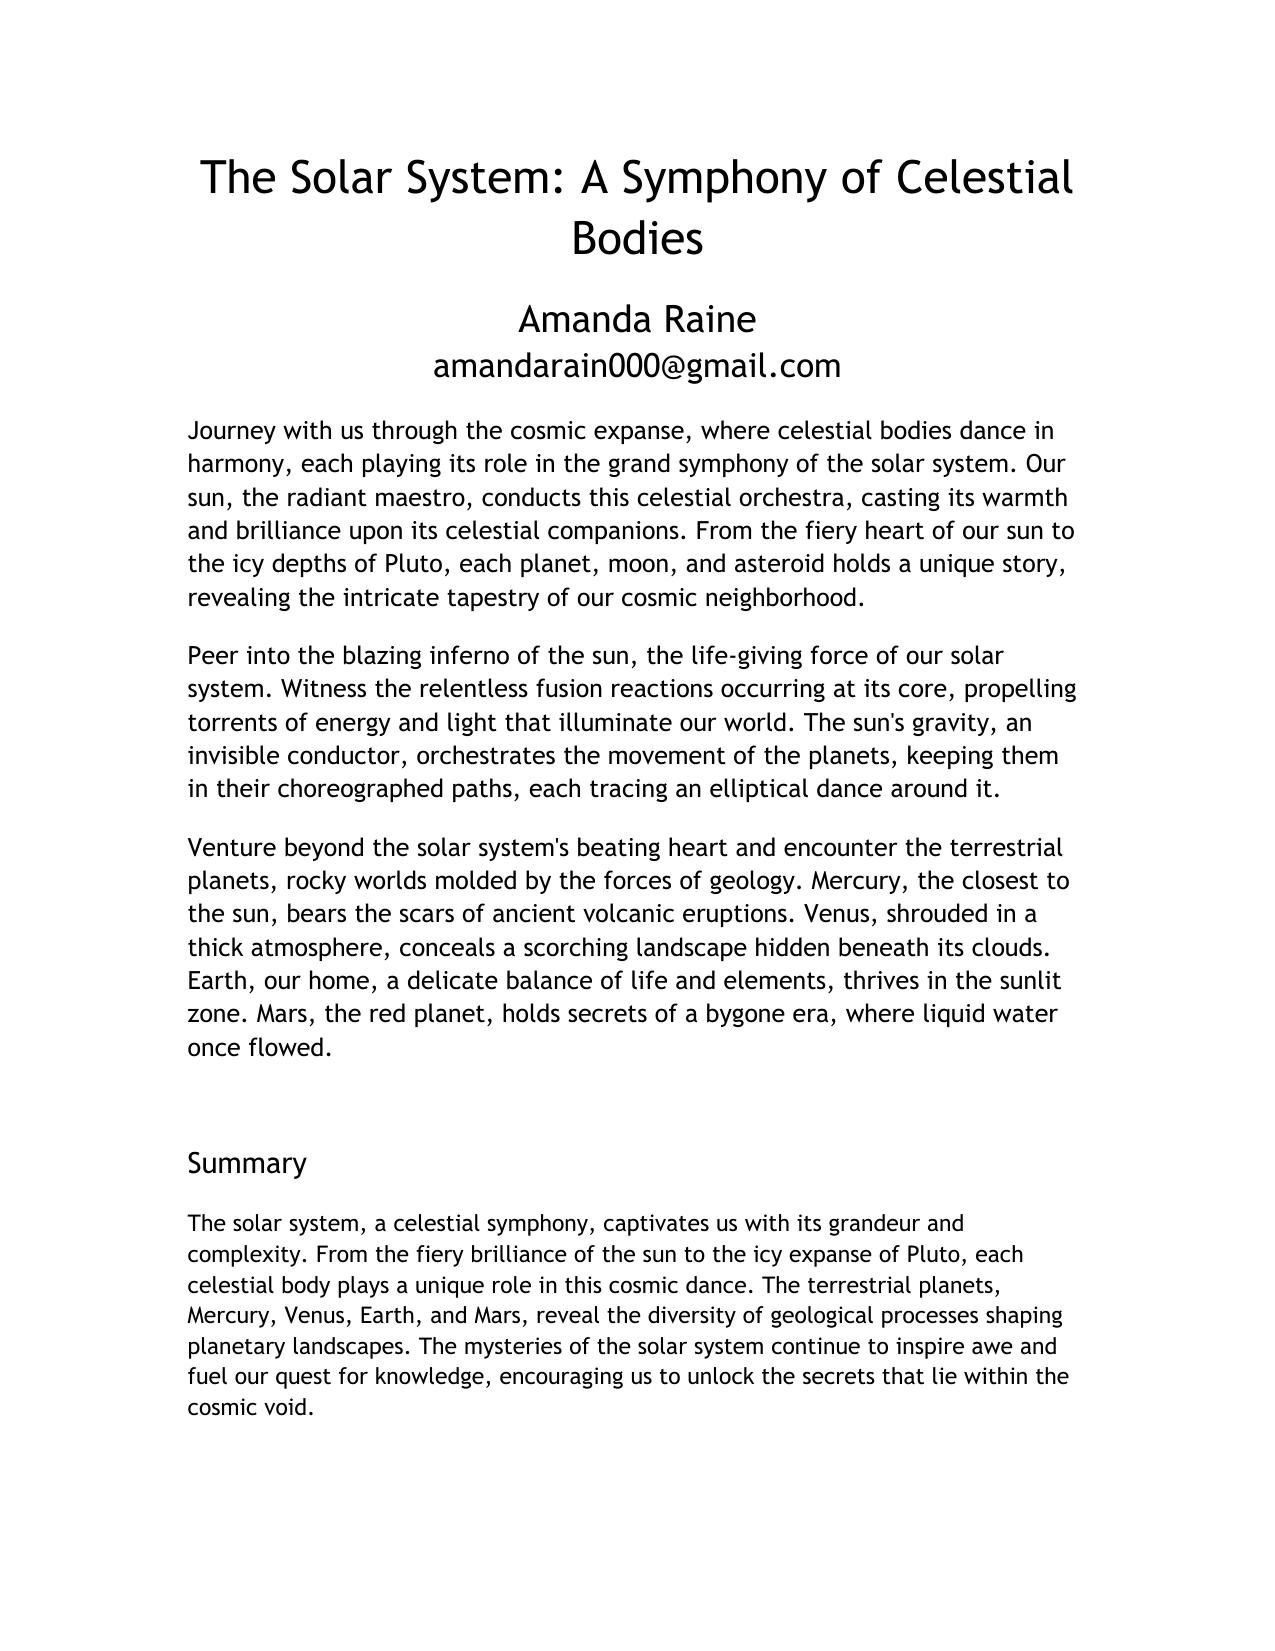 The Solar System: A Symphony of Celestial
Bodies
Amanda Raine
amandarain000@gmail.com
Journey with us through the cosmic expanse, where celestial bodies dance in
harmony, each playing its role in the grand symphony of the solar system. Our
sun, the radiant maestro, conducts this celestial orchestra, casting its warmth
and brilliance upon its celestial companions. From the fiery heart of our sun to
the icy depths of Pluto, each planet, moon, and asteroid holds a unique story,
revealing the intricate tapestry of our cosmic neighborhood.
Peer into the blazing inferno of the sun, the life-giving force of our solar
system. Witness the relentless fusion reactions occurring at its core, propelling
torrents of energy and light that illuminate our world. The sun's gravity, an
invisible conductor, orchestrates the movement of the planets, keeping them
in their choreographed paths, each tracing an elliptical dance around it.
Venture beyond the solar system's beating heart and encounter the terrestrial
planets, rocky worlds molded by the forces of geology. Mercury, the closest to
the sun, bears the scars of ancient volcanic eruptions. Venus, shrouded in a
thick atmosphere, conceals a scorching landscape hidden beneath its clouds.
Earth, our home, a delicate balance of life and elements, thrives in the sunlit
zone. Mars, the red planet, holds secrets of a bygone era, where liquid water
once flowed.
Summary
The solar system, a celestial symphony, captivates us with its grandeur and
complexity. From the fiery brilliance of the sun to the icy expanse of Pluto, each
celestial body plays a unique role in this cosmic dance. The terrestrial planets,
Mercury, Venus, Earth, and Mars, reveal the diversity of geological processes shaping
planetary landscapes. The mysteries of the solar system continue to inspire awe and
fuel our quest for knowledge, encouraging us to unlock the secrets that lie within the
cosmic void.